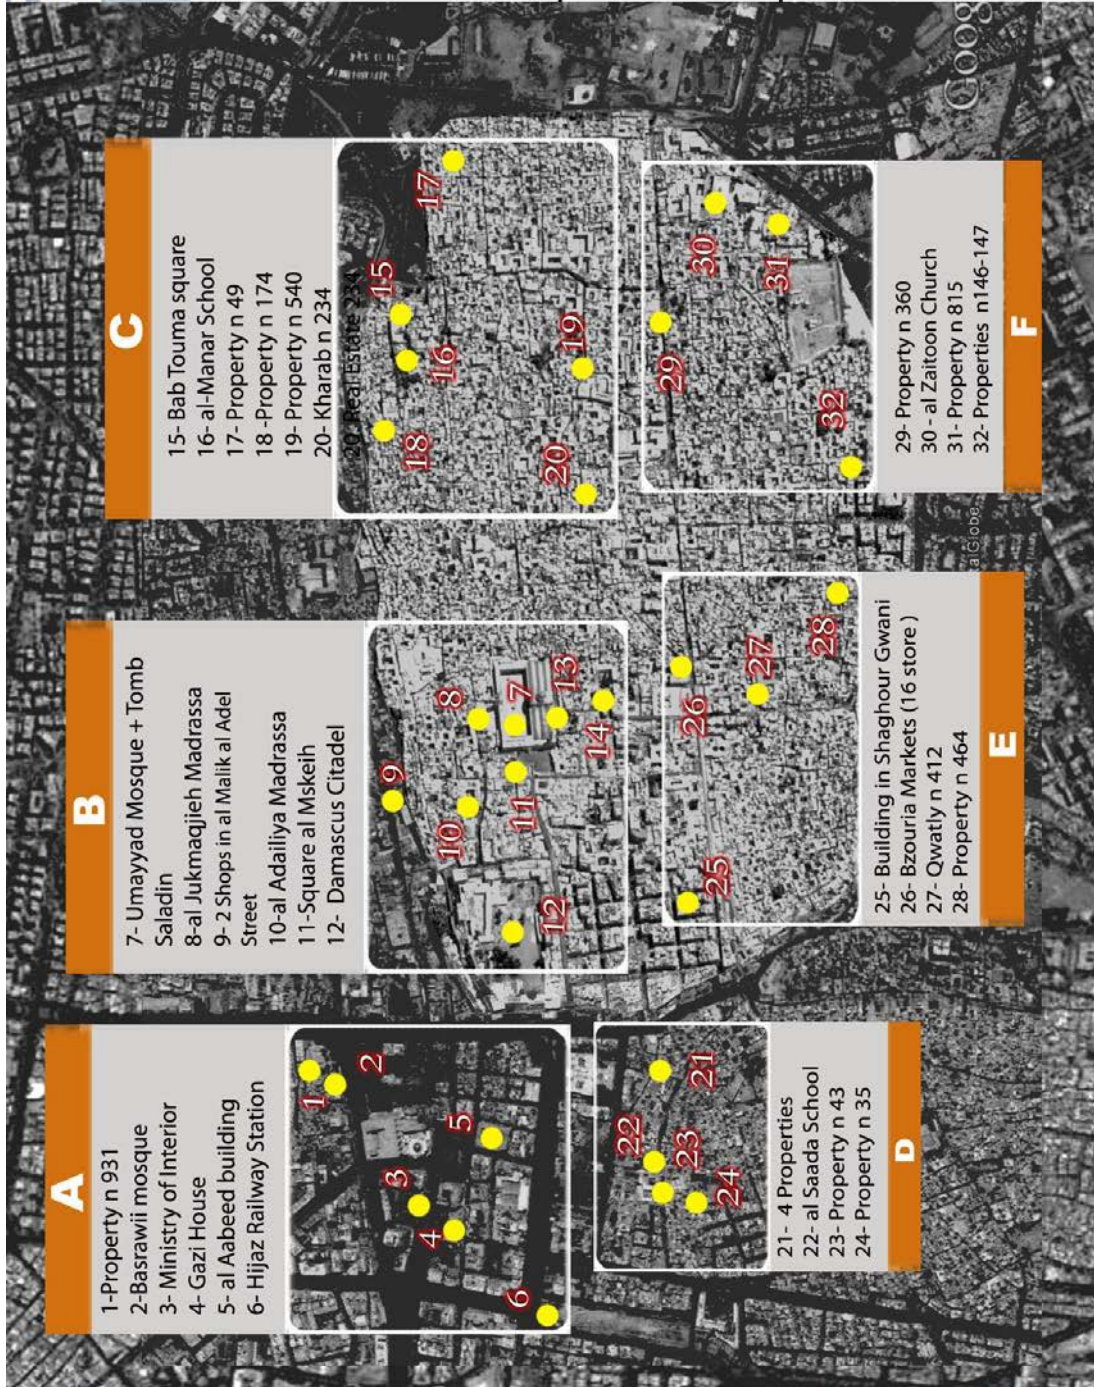 A
1-Property n 931
2-Basrawii mosque
3- Ministry of Interior
4- Gazi House
5- al Aabeed building
6- Hijaz Railway Station
1
2
3
4
5
6
B
7- Umayyad Mosque + Tomb
Saladin
8-al Jukmaqjieh Madrassa
9- 2 Shops in al Malik al Adel
Street
10-al Adailiya Madrassa
11-Square al Mskeih
12- Damascus Citadel
9
8
10
7
11
13
12
14
C
15- Bab Touma square
16- al-Manar School
17- Property n 49
18 -Property n 174
19- Property n 540
20- Kharab n 234
20-Real Estate 234
17
15
16
18
19
20
21
22
23
24
21- 4 Properties
22- al Saada School
23- Property n 43
24- Property n 35
D
25
26
27
28
25- Building in Shaghour Gwani
26- Bzouria Markets (16 store )
27- Qwatly n 412
28- Property n 464
E
29
30
31
32
29- Property n 360
30 - al Zaitoon Church
31- Property n 815
32- Properties n146-147
F
Goog
alGlobe